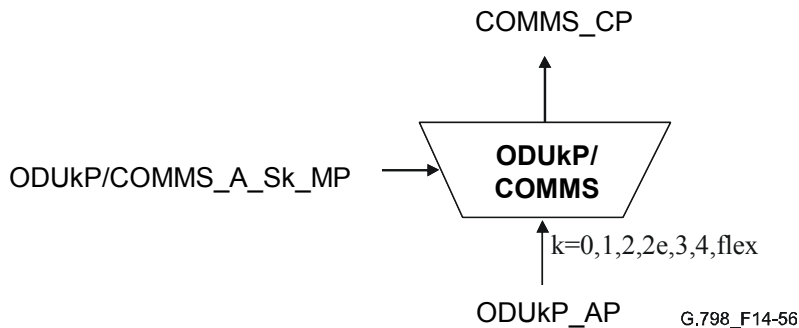 COMMS_CP
ODUkP/COMMS_A_Sk_MP
ODUkP/
COMMS
k=0,1,2,2e,3,4,flex
ODUkP_AP
G.798_F14-56